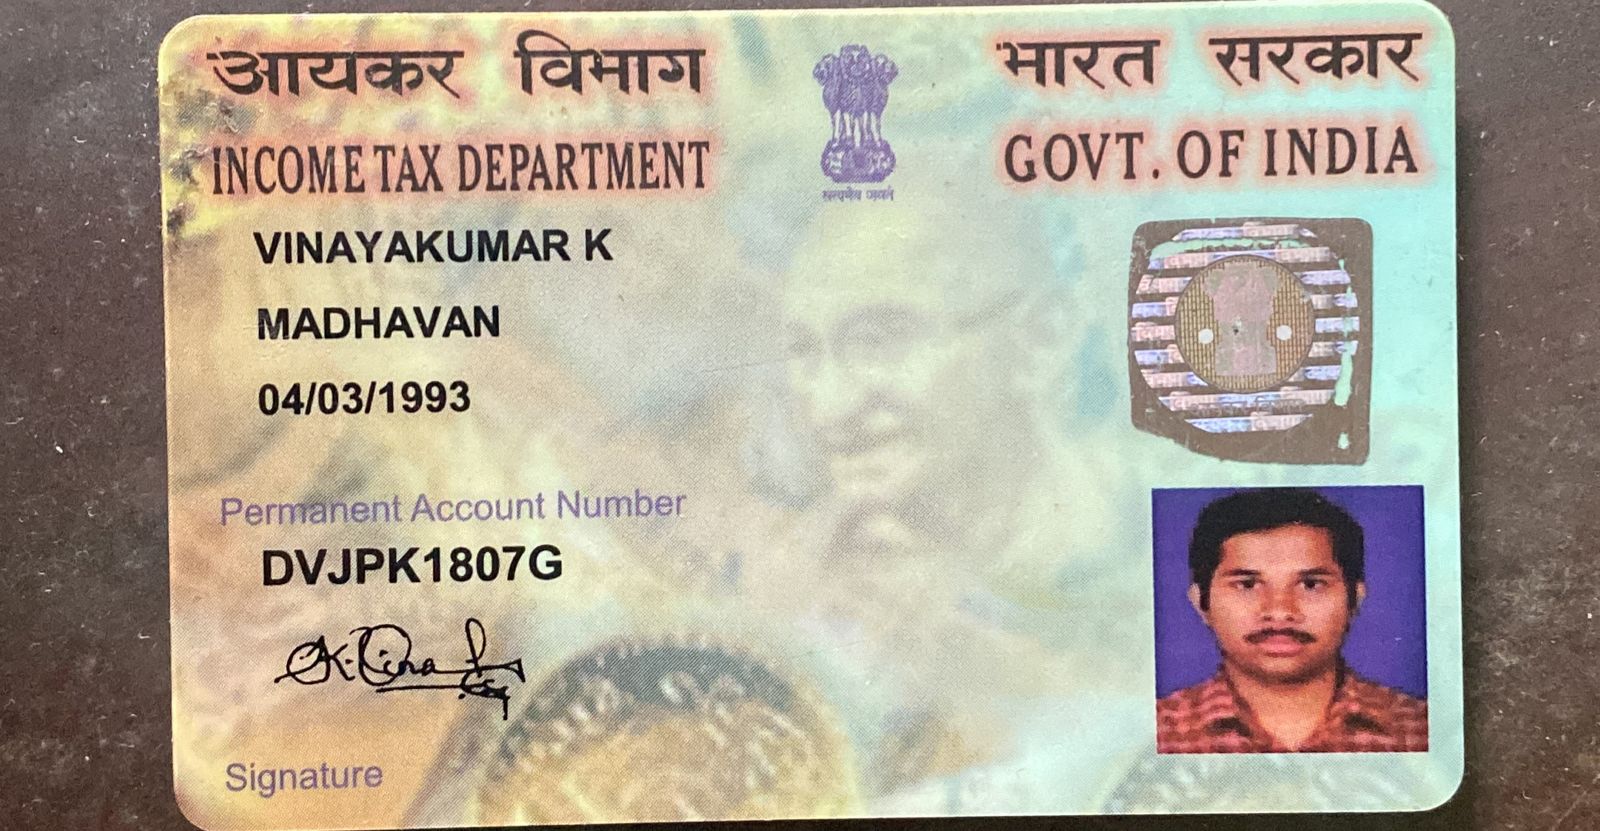 आयकर विभाग
INCOME TAX DEPARTMENT
भारत सरकार
GOVT. OF INDIA
सत्यमेव जयते
VINAYAKUMAR K
MADHAVAN
04/03/1993
Permanent Account Number
DVJPK1807G
Signature